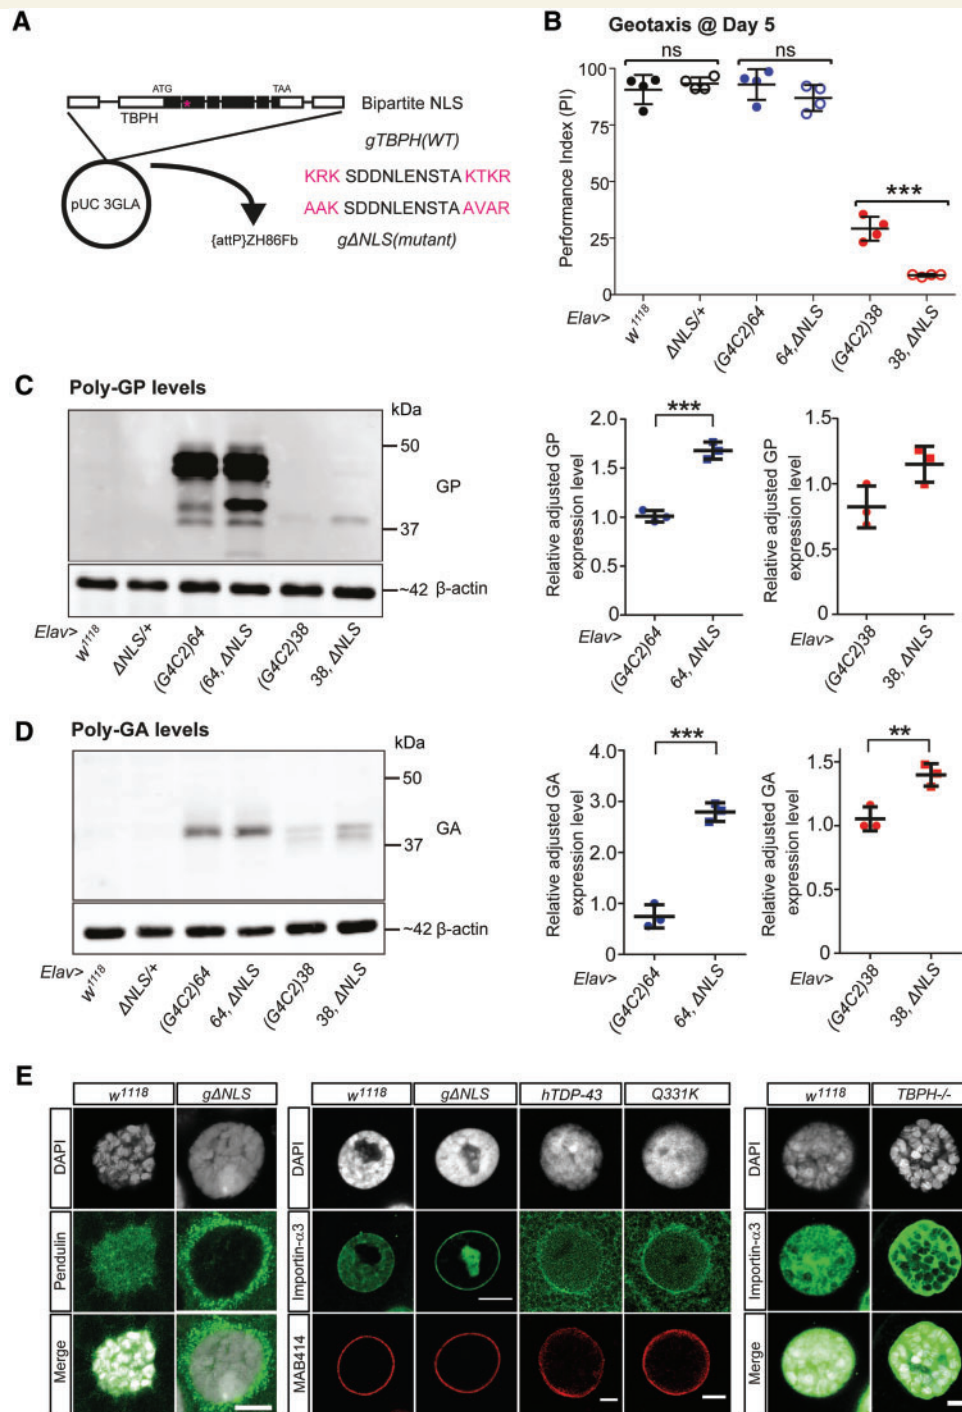 A
ATG
TAA
TBPH
Bipartite NLS
gTBPH(WT)
KRK SDDNLENSTA KTKR
AAK SDDNLENSTA AVAR
gΔNLS(mutant)
pUC 3GLA
{attP}ZH86Fb
B
Geotaxis @ Day 5
ns
ns
***
Performance Index (PI)
100
75
50
25
0
Elav>
w1118
ΔNLS/+
(G4C2)64
64,ΔNLS
(G4C2)38
38, ΔNLS
C
Poly-GP levels
kDa
50
GP
37
~42 β-actin
Elav>
w1118
ΔNLS/+
(G4C2)64
(64, ΔNLS
(G4C2)38
38, ΔNLS
Relative adjusted GP
expression level
2.0
1.5
1.0
0.5
0
***
Elav>
(G4C2)64
64, ΔNLS
Relative adjusted GP
expression level
1.5
1.0
0.5
0
(G4C2)38
38, ΔNLS
D
Poly-GA levels
kDa
50
GA
37
~42 β-actin
Elav>
w1118
ΔNLS/+
(G4C2)64
64, ΔNLS
(G4C2)38
38, ΔNLS
Relative adjusted GA
expression level
4.0
3.0
2.0
1.0
0
***
Elav>
(G4C2)64
64, ΔNLS
Relative adjusted GA
expression level
1.5
1.0
0.5
0
**
(G4C2)38
38, ΔNLS
E
w1118
gΔNLS
DAPI
Pendulin
Merge
w1118
gΔNLS
hTDP-43
Q331K
DAPI
Importin-α3
MAB414
w1118
TBPH-/-
DAPI
Importin-α3
Merge